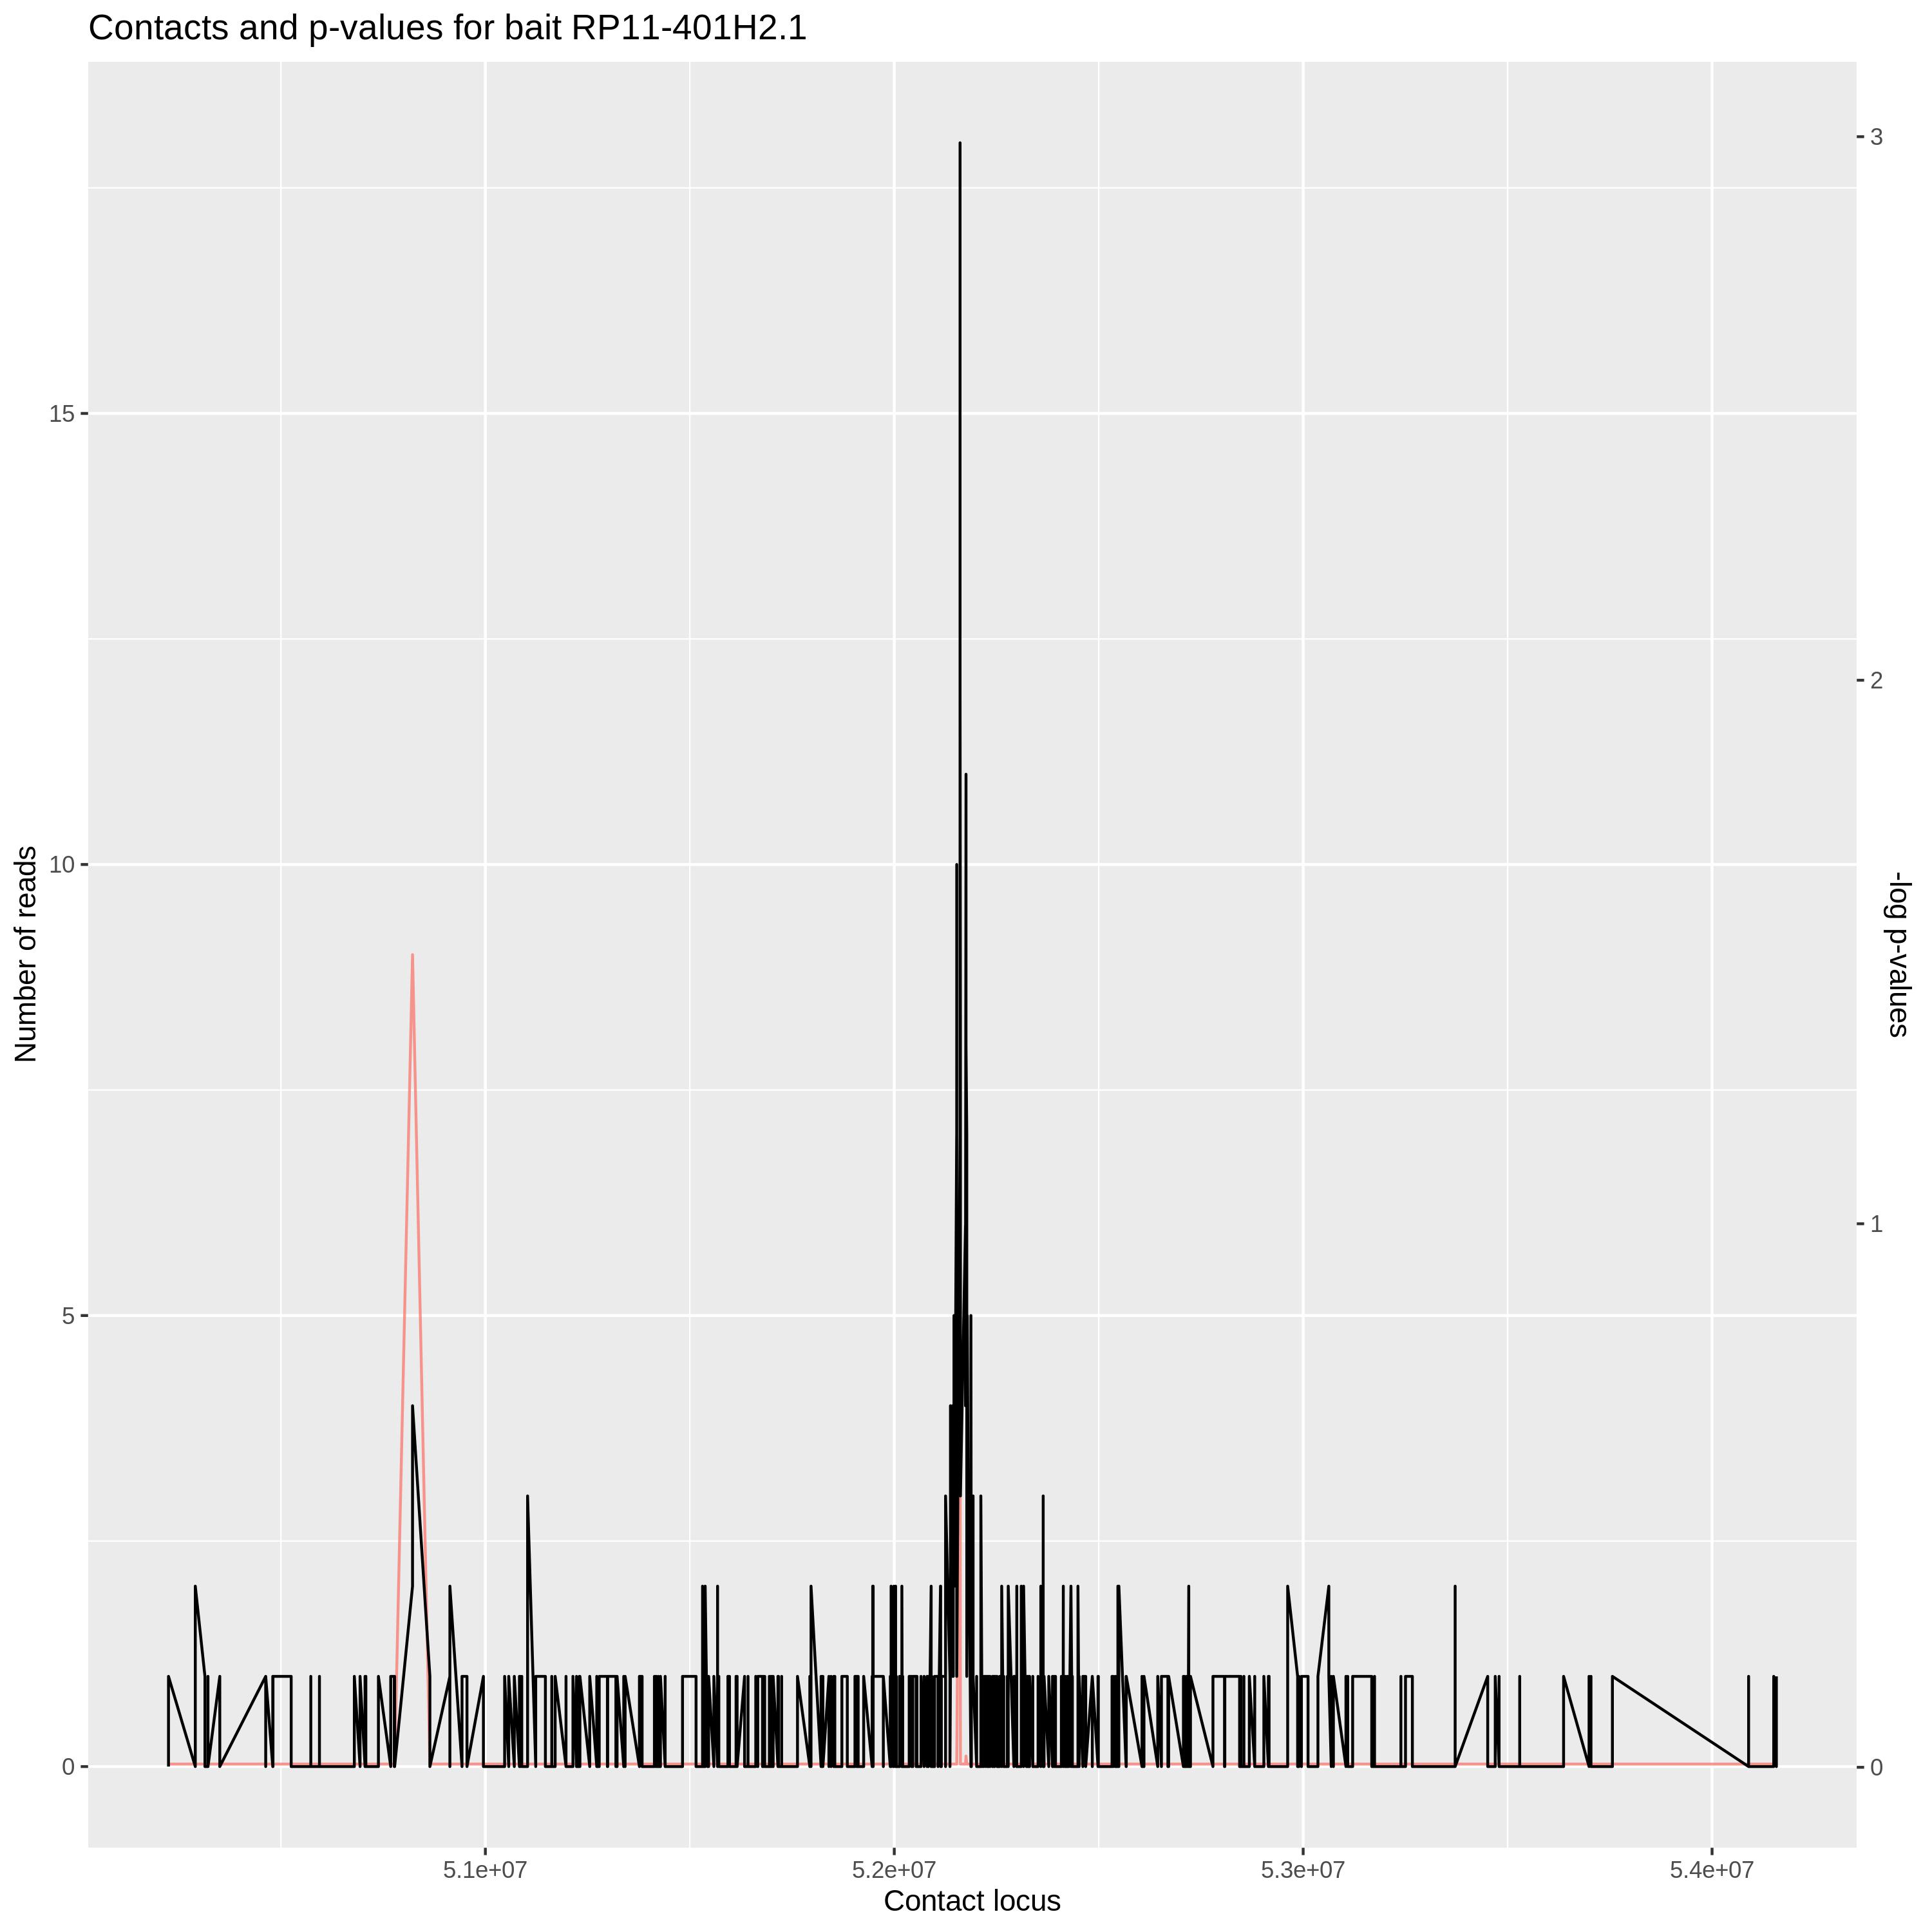 Contacts and p-values for bait RP11-401H2.1
Number of reads
15
10
5
0
3
2
1
0
-log p-values
5.1e+07 5.2e+07 5.3e+07 5.4e+07
Contact locus